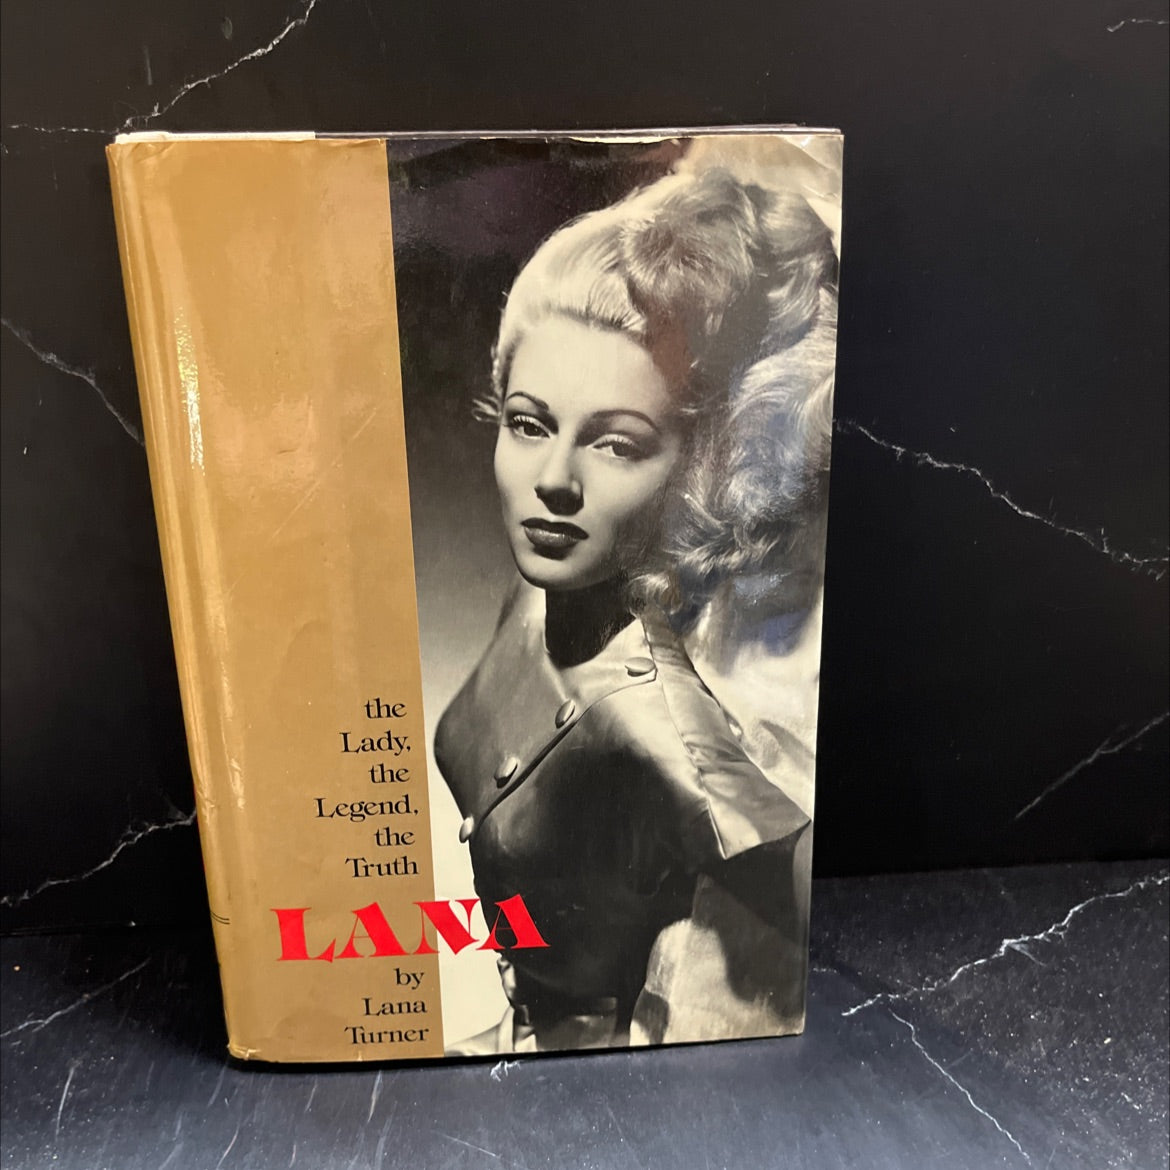 the
Lady,
the
Legend,
the
Truth
LANA
by
Lana
Turner